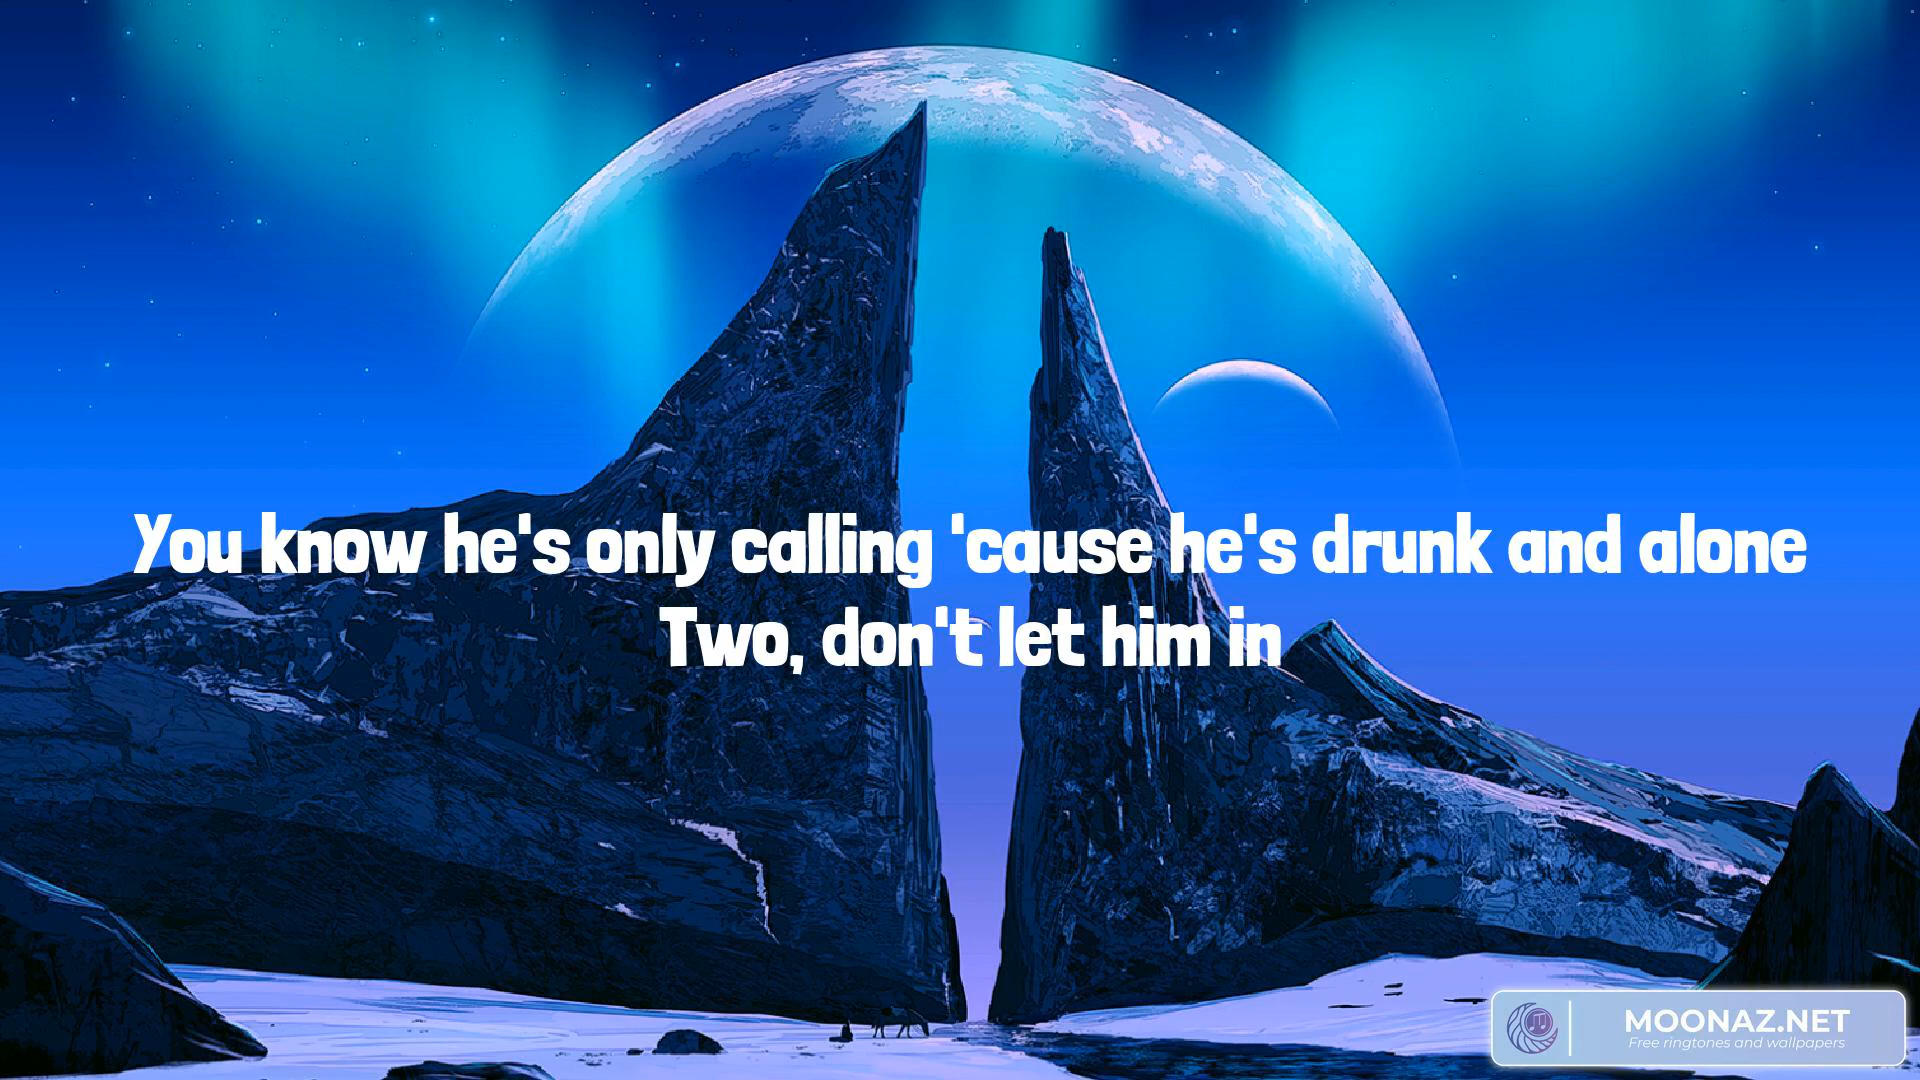 You know he's only calling 'cause he's drunk and alone
Two, don't let him in
MOONAZ.NET
Free ringtones and wallpapers